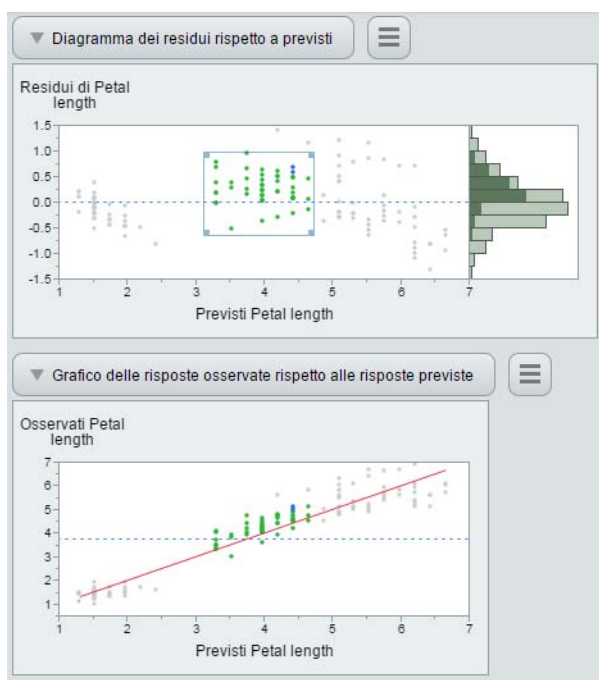 Diagramma dei residui rispetto a previsti
Residui di Petal
length
1.5
1.0
0.5
0.0
-0.5
-1.0
-1.5
1 2 3 4 5 6 7
Previsti Petal length
Grafico delle risposte osservate rispetto alle risposte previste
Osservati Petal
length
7
6
5
4
3
2
1
1 2 3 4 5 6 7
Previsti Petal length